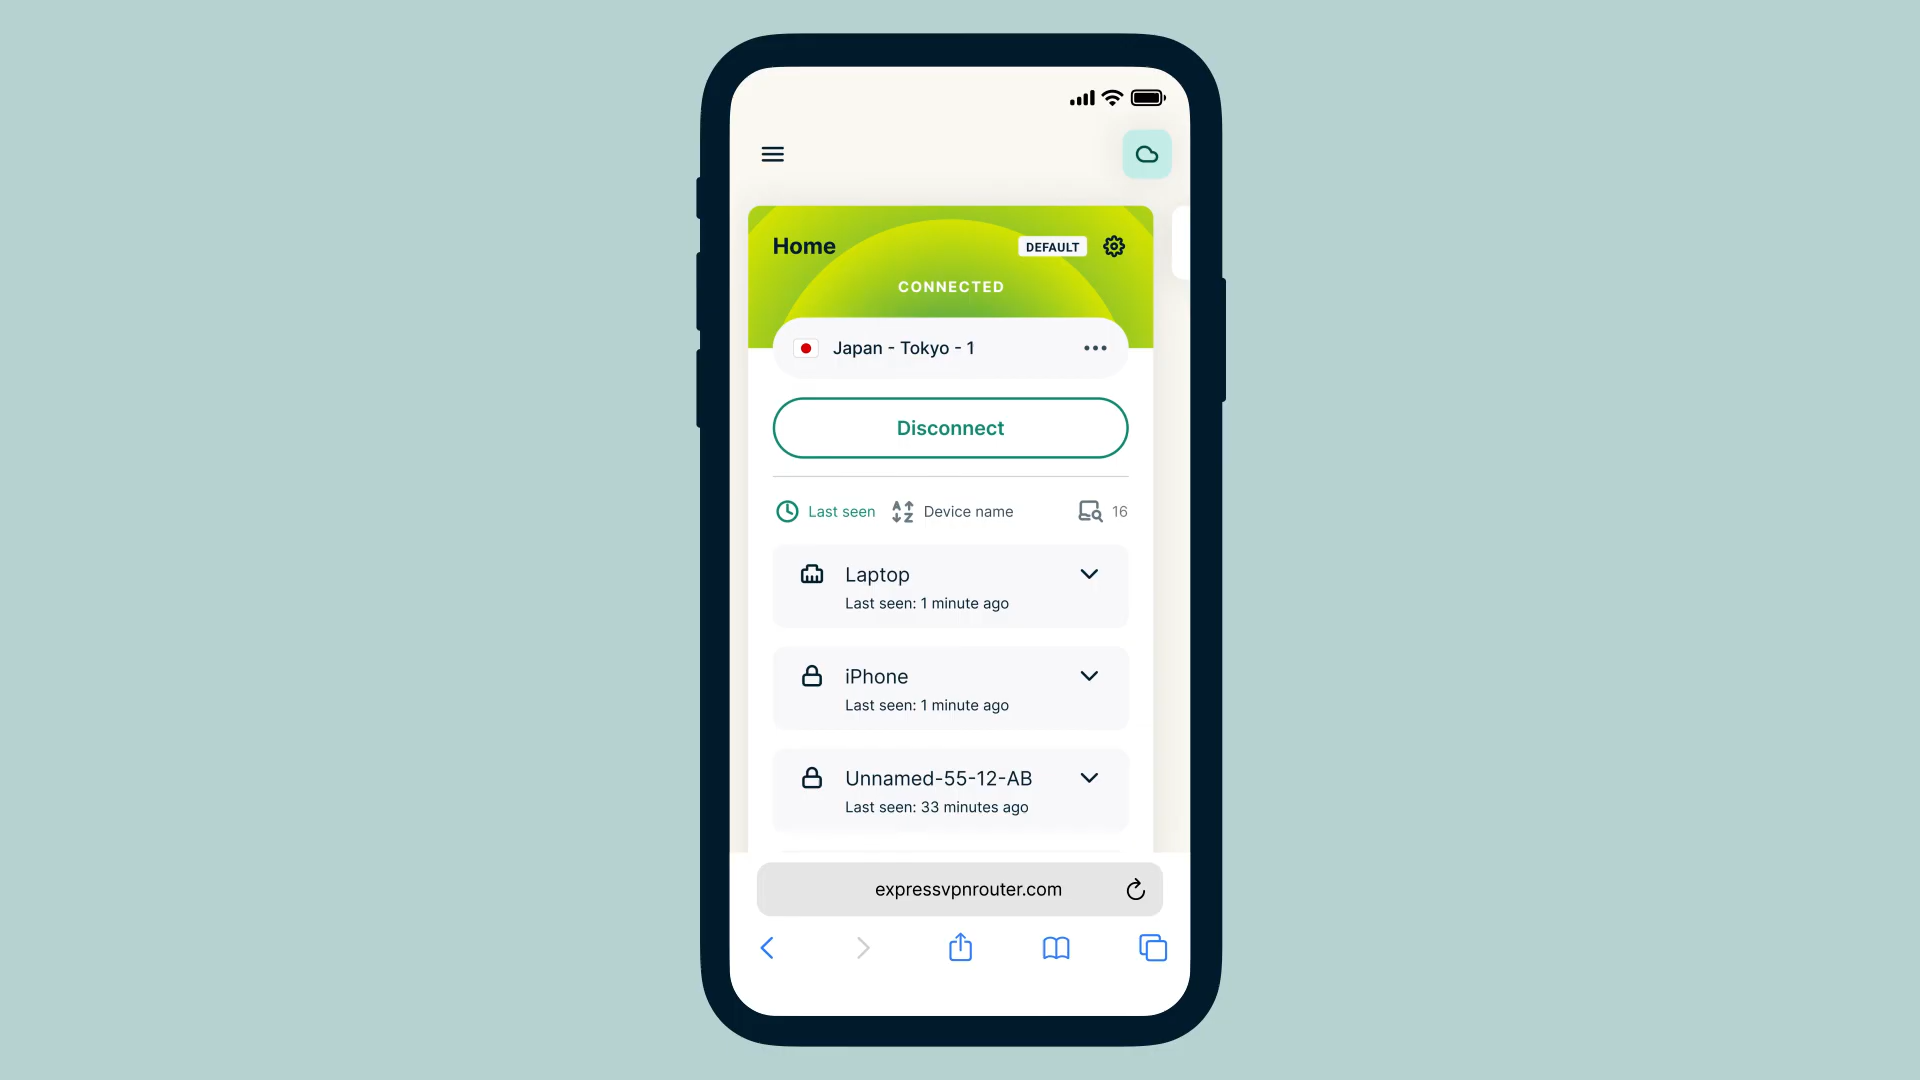 Home
DEFAULT
CONNECTED
Japan - Tokyo - 1
Disconnect
Last seen
Device name
16
Laptop
Last seen: 1 minute ago
iPhone
Last seen: 1 minute ago
Unnamed-55-12-AB
Last seen: 33 minutes ago
expressvpnrouter.com